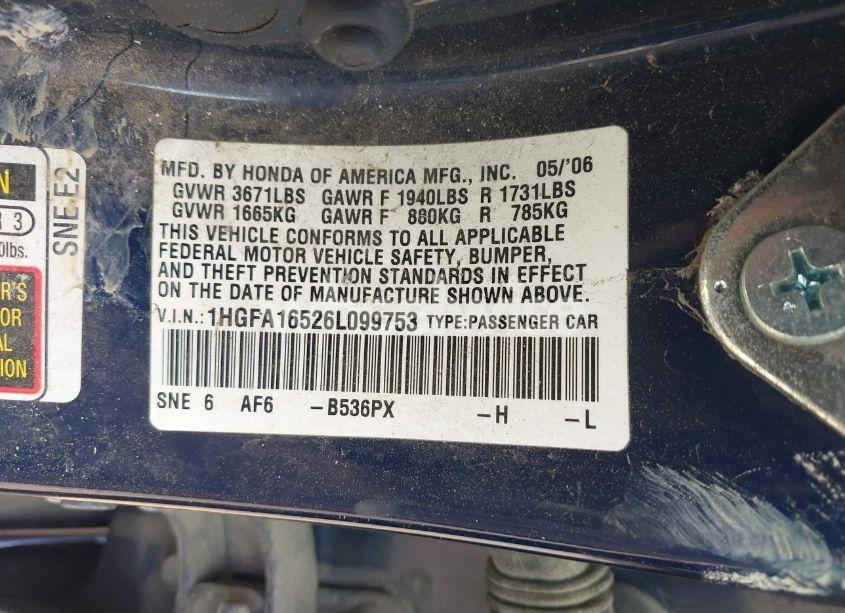 MFD. BY HONDA OF AMERICA MFG., INC. 05/'06
GVWR 3671LBS GAWR F 1940LBS R 1731LBS
GVWR 1665KG GAWR F 880KG R 785KG
THIS VEHICLE CONFORMS TO ALL APPLICABLE
FEDERAL MOTOR VEHICLE SAFETY, BUMPER,
AND THEFT PREVENTION STANDARDS IN EFFECT
ON THE DATE OF MANUFACTURE SHOWN ABOVE.
V.I.N.: 1HGFA16526L099753 TYPE:PASSENGER CAR
SNE 6 AF6 -B536PX -H -L
SNE E2